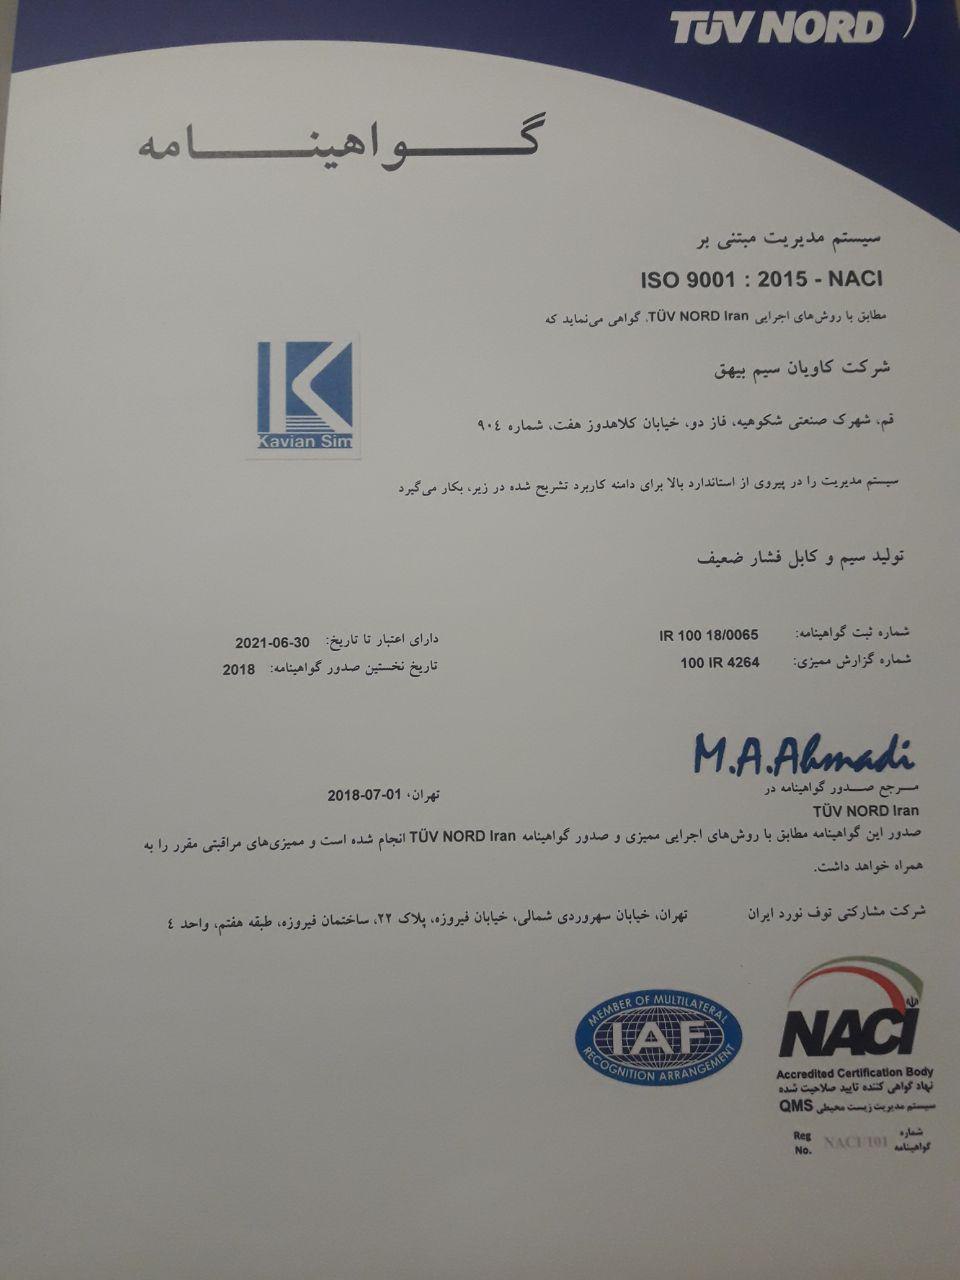 TÜV NORD
گـــواهینـــامه
سیستم مدیریت مبتنی بر
ISO 9001 : 2015 - NACI
مطابق با روش‌های اجرایی TÜV NORD Iran، گواهی می‌نماید که
شرکت کاویان سیم بیهق
Kavian Sim
قم، شهرک صنعتی شکوهیه، فاز دو، خیابان کلاهدوز هفت، شماره ۹۰٤
سیستم مدیریت را در پیروی از استاندارد بالا برای دامنه کاربرد تشریح شده در زیر، بکار می‌گیرد
تولید سیم و کابل فشار ضعیف
شماره ثبت گواهینامه: IR 100 18/0065 دارای اعتبار تا تاریخ: 2021-06-30
شماره گزارش ممیزی: 100 IR 4264 تاریخ نخستین صدور گواهینامه: 2018
M.A.Ahmadi
مـرجع صـدور گواهینامه در تهران، 2018-07-01
TÜV NORD Iran
صدور این گواهینامه مطابق با روش‌های اجرایی ممیزی و صدور گواهینامه TÜV NORD Iran انجام شده است و ممیزی‌های مراقبتی مقرر را به
همراه خواهد داشت.
شرکت مشارکتی توف نورد ایران تهران، خیابان سهروردی شمالی، خیابان فیروزه، پلاک ۲۲، ساختمان فیروزه، طبقه هفتم، واحد ٤
MEMBER OF MULTILATERAL
IAF
RECOGNITION ARRANGEMENT
NACI
Accredited Certification Body
نهاد گواهی کننده تایید صلاحیت شده
سیستم مدیریت زیست محیطی QMS
شماره گواهینامه NACI/101 Reg No.